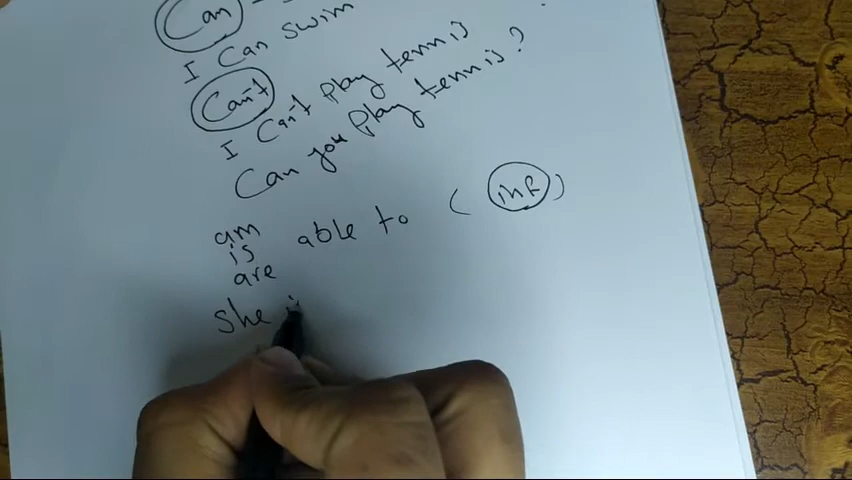 Can
I Can swim
Can't
I Can't Play tennis
Can you Play tennis?
am
is
are
able to (inf)
she i